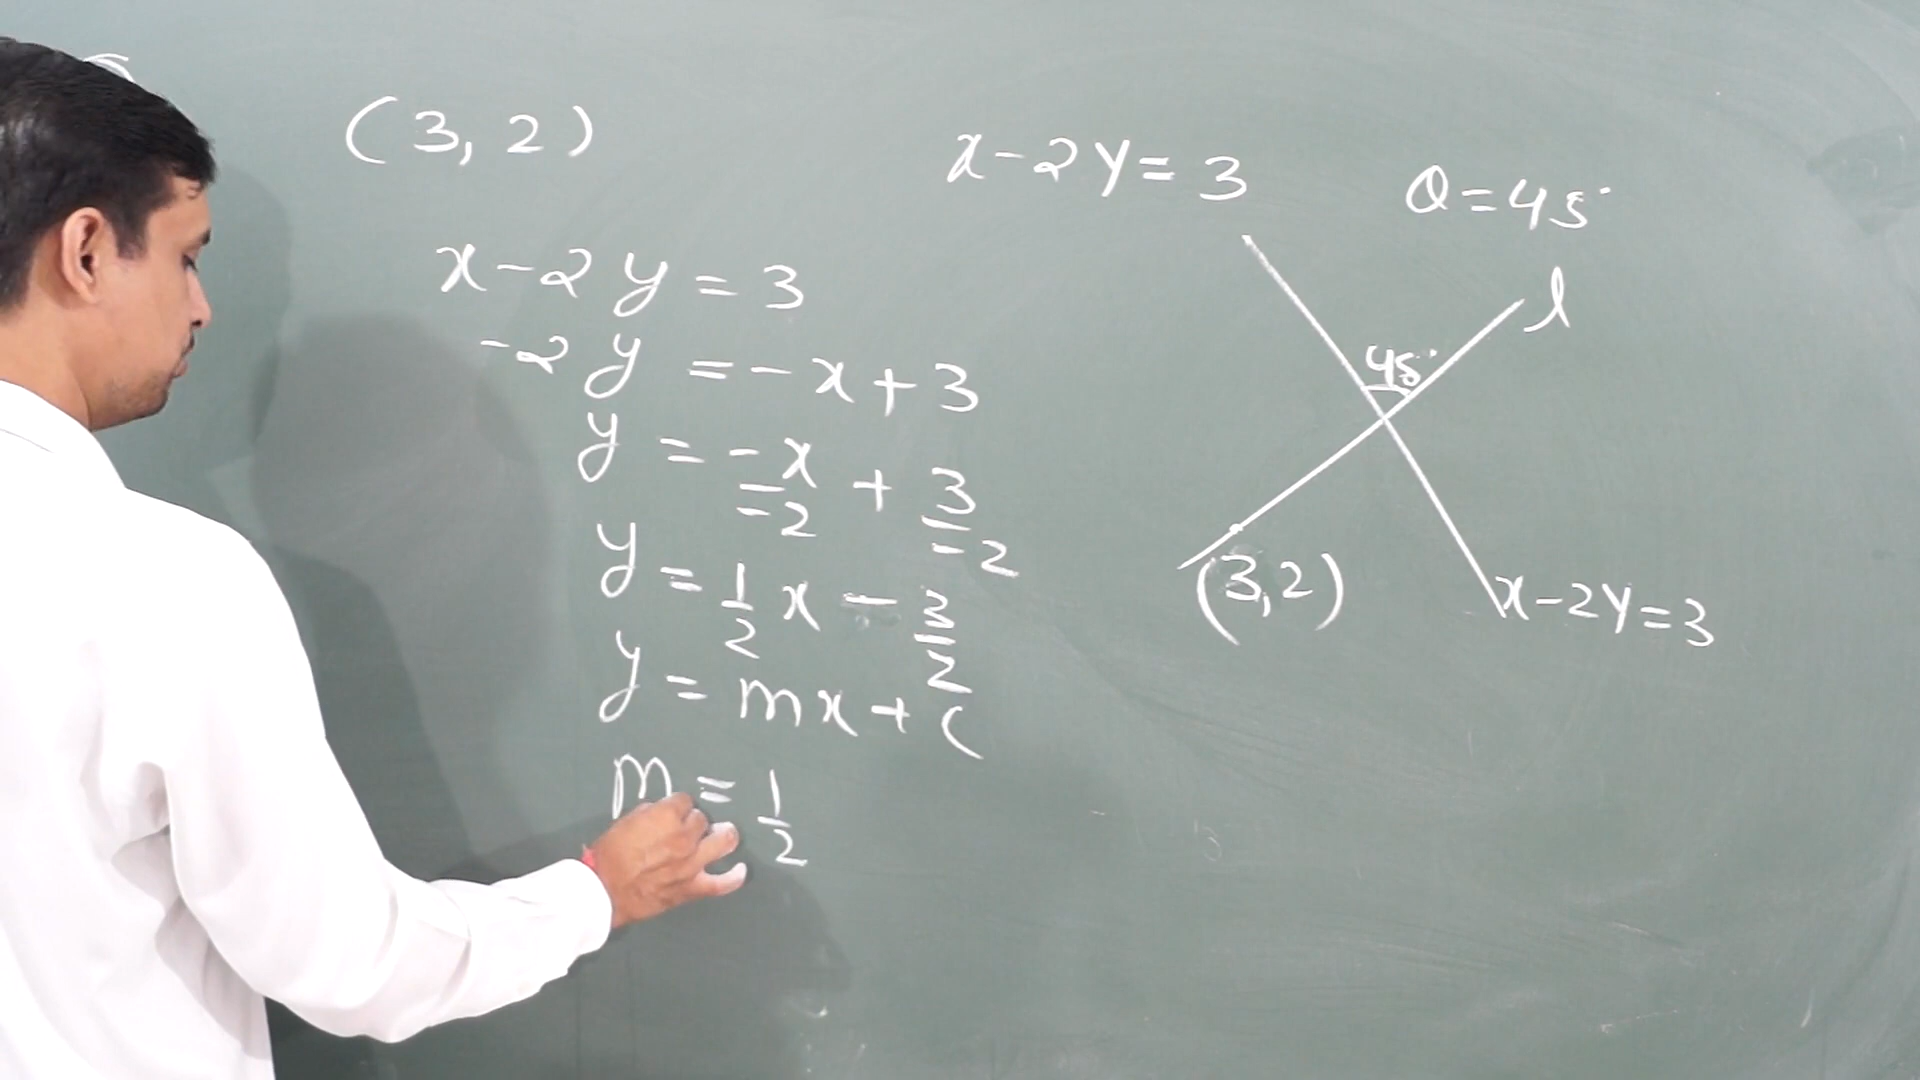 (3, 2)
x-2y=3
θ=45°
x-2y=3
-2y=-x+3
y=-x/-2+3/-2
y=1/2x-3/2
y=mx+c
m=1/2
l
45°
(3,2)
x-2y=3